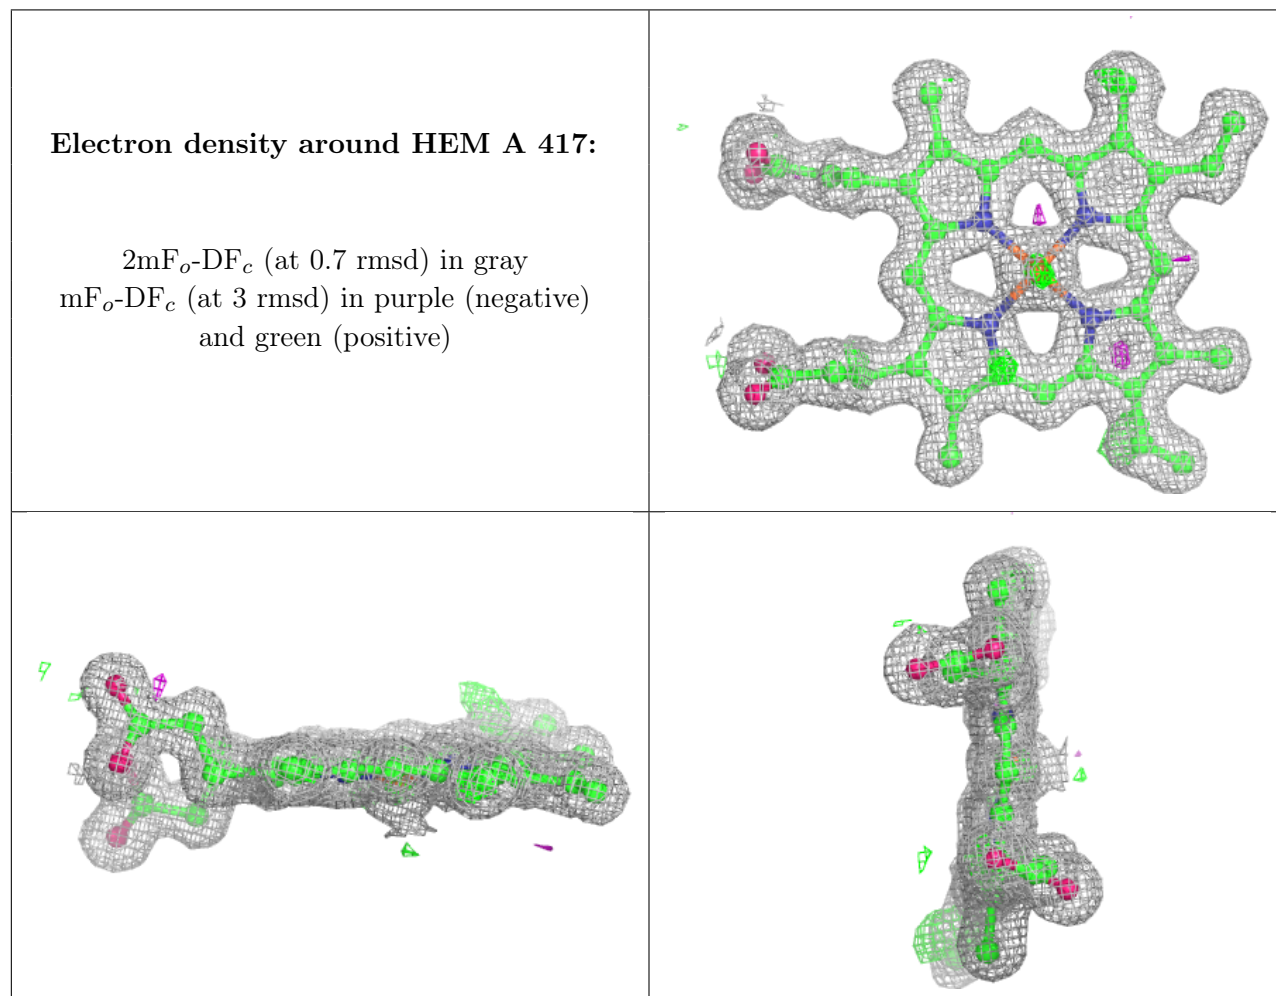 Electron density around HEM A 417:
2mFo-DFc (at 0.7 rmsd) in gray
mFo-DFc (at 3 rmsd) in purple (negative)
and green (positive)